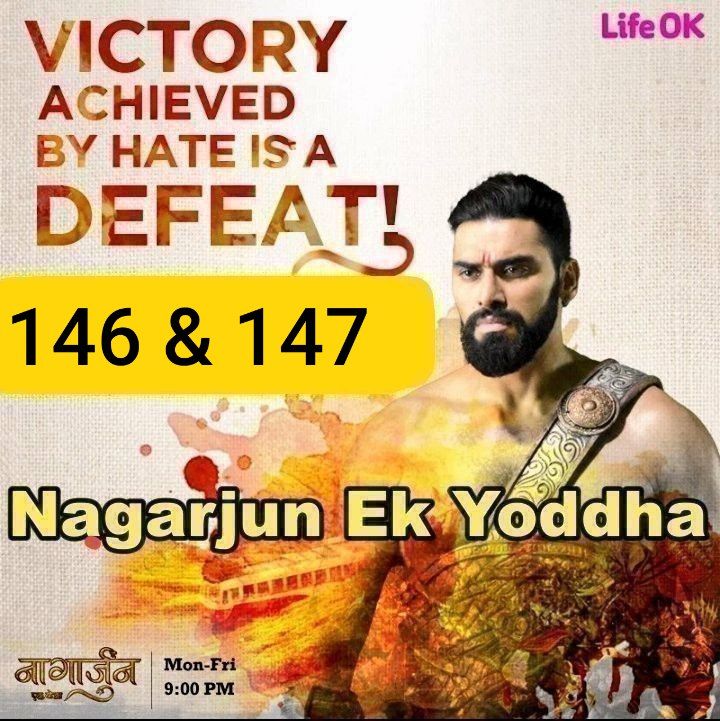 Life OK
VICTORY
ACHIEVED
BY HATE IS A
DEFEAT!
146 & 147
Nagarjun Ek Yoddha
नागार्जुन
एक योद्धा
Mon-Fri
9:00 PM